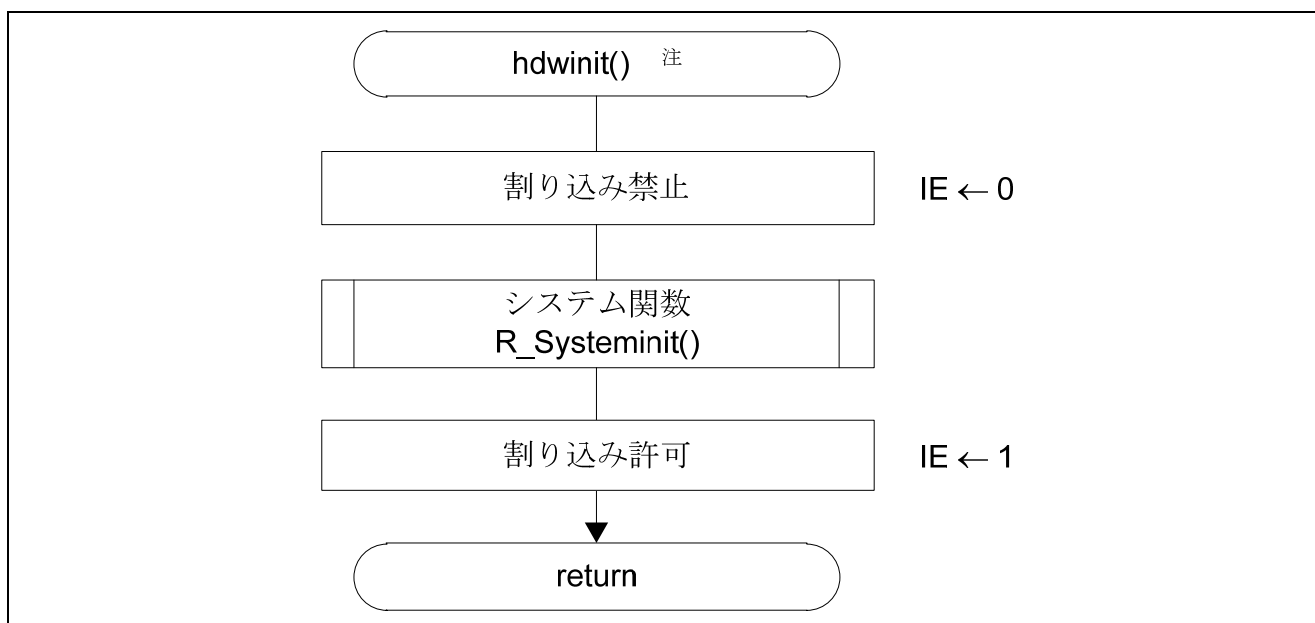 hdwinit() 注
割り込み禁止 IE ← 0
システム関数
R_Systeminit()
割り込み許可 IE ← 1
return